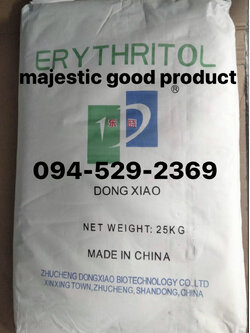 ERYTHRITOL
majestic good product
®
094-529-2369
DONG XIAO
NET WEIGHT: 25KG
MADE IN CHINA
ZHUCHENG DONGXIAO BIOTECHNOLOGY CO.LTD
XINXING TOWN, ZHUCHENG, SHANDONG, CHINA